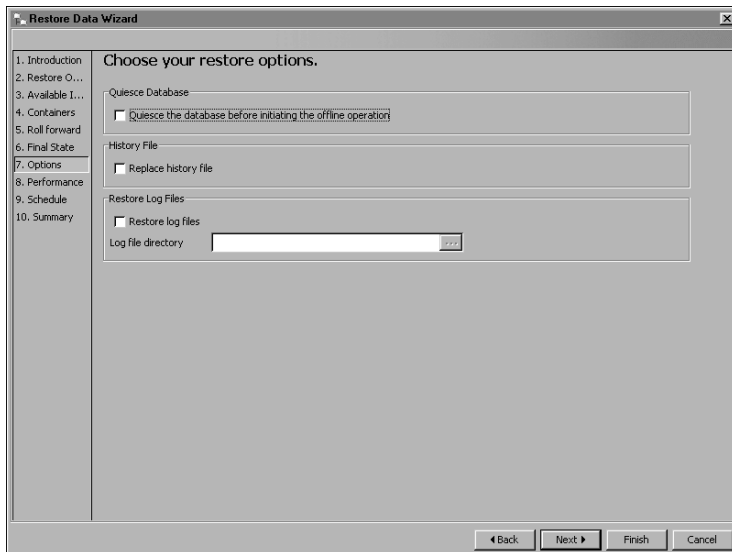 Restore Data Wizard
1. Introduction
2. Restore O...
3. Available I...
4. Containers
5. Roll forward
6. Final State
7. Options
8. Performance
9. Schedule
10. Summary
Choose your restore options.
Quiesce Database
Quiesce the database before initiating the offline operation
History File
Replace history file
Restore Log Files
Restore log files
Log file directory
...
Back
Next
Finish
Cancel